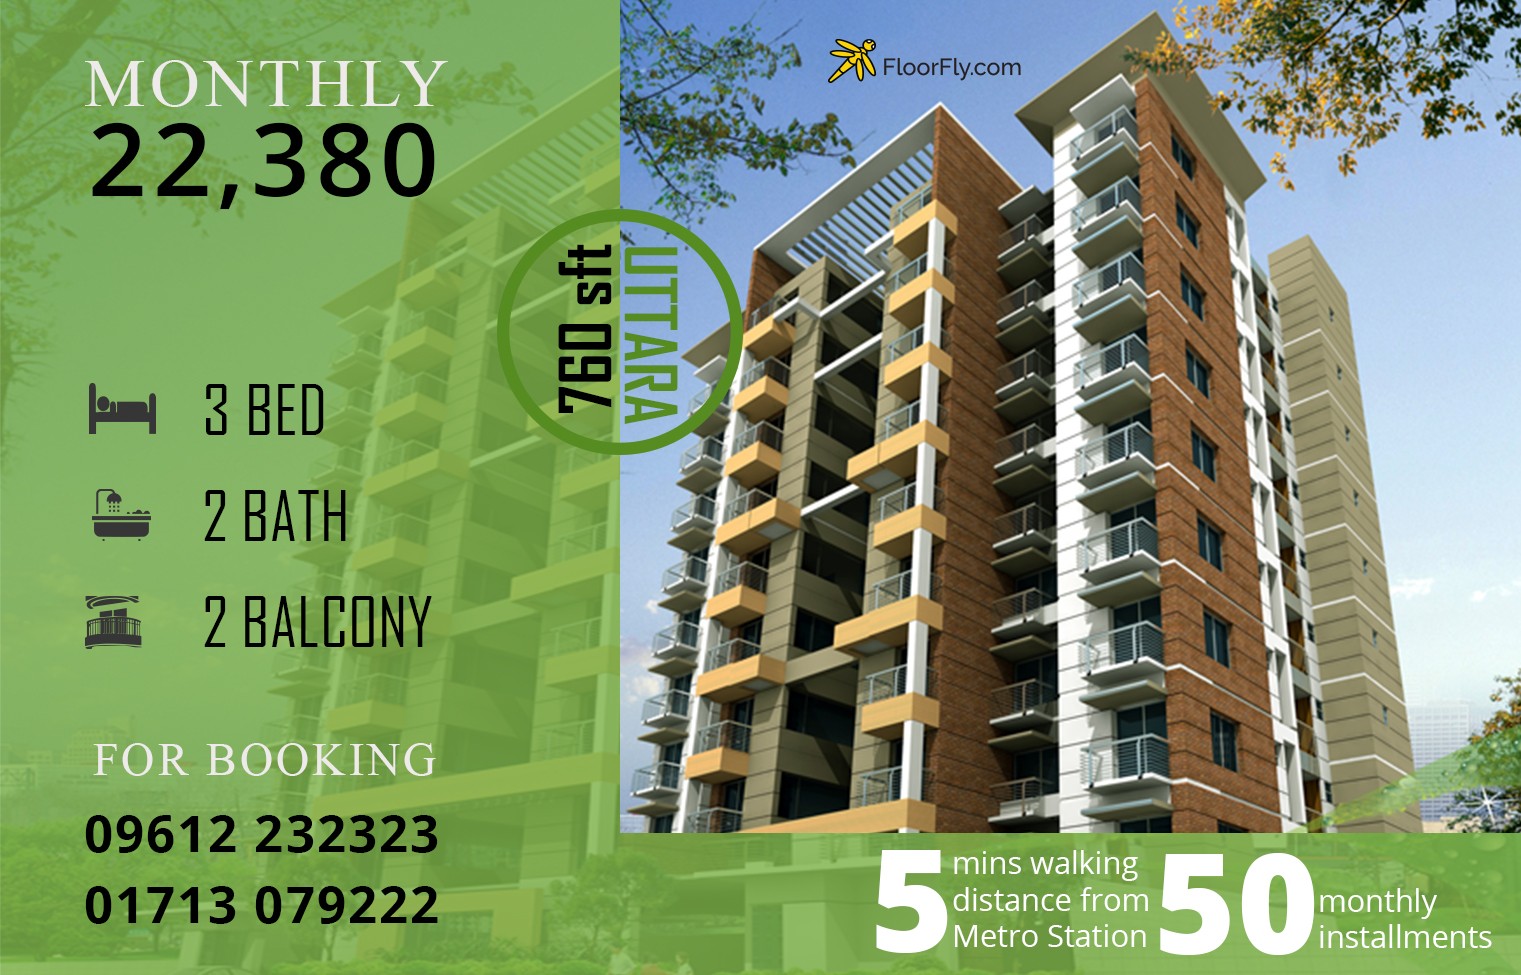 MONTHLY
22,380
FloorFly.com
760 sft
UTTARA
3 BED
2 BATH
2 BALCONY
FOR BOOKING
09612 232323
01713 079222
5 mins walking
distance from
Metro Station
50 monthly
installments